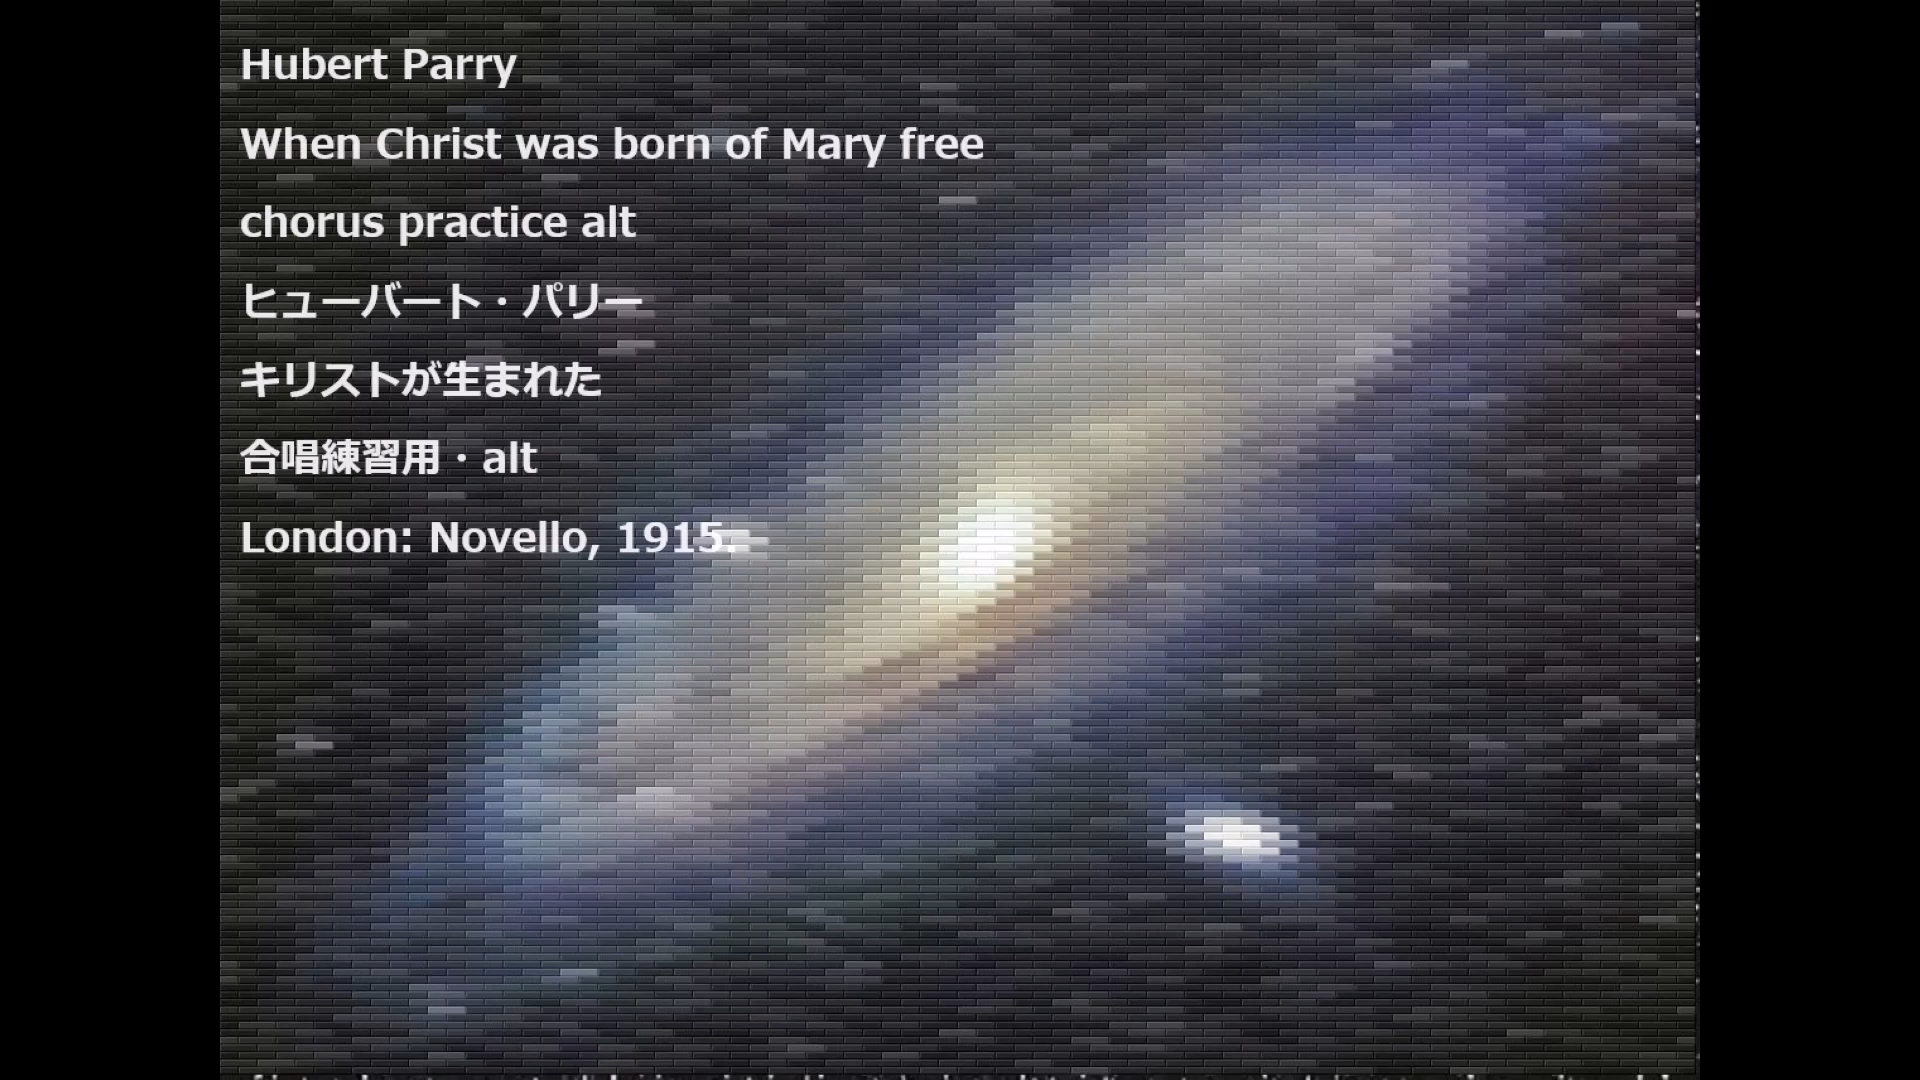 Hubert Parry
When Christ was born of Mary free
chorus practice alt
ヒューバート・パリー
キリストが生まれた
合唱練習用・alt
London: Novello, 1915.